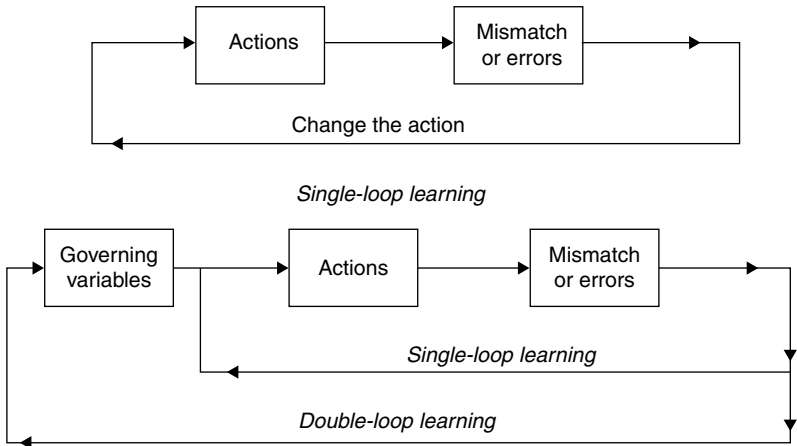 Actions
Mismatch
or errors
Change the action
Single-loop learning
Governing
variables
Actions
Mismatch
or errors
Single-loop learning
Double-loop learning